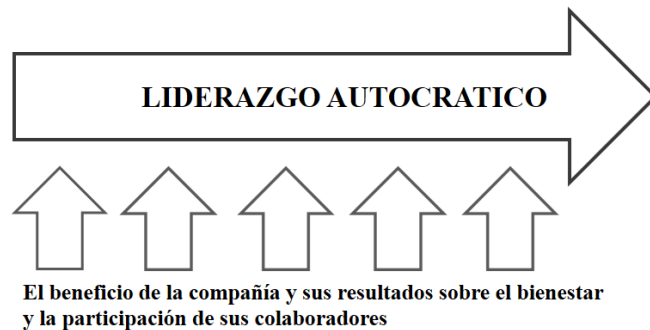 LIDERAZGO AUTOCRATICO
El beneficio de la compañía y sus resultados sobre el bienestar
y la participación de sus colaboradores